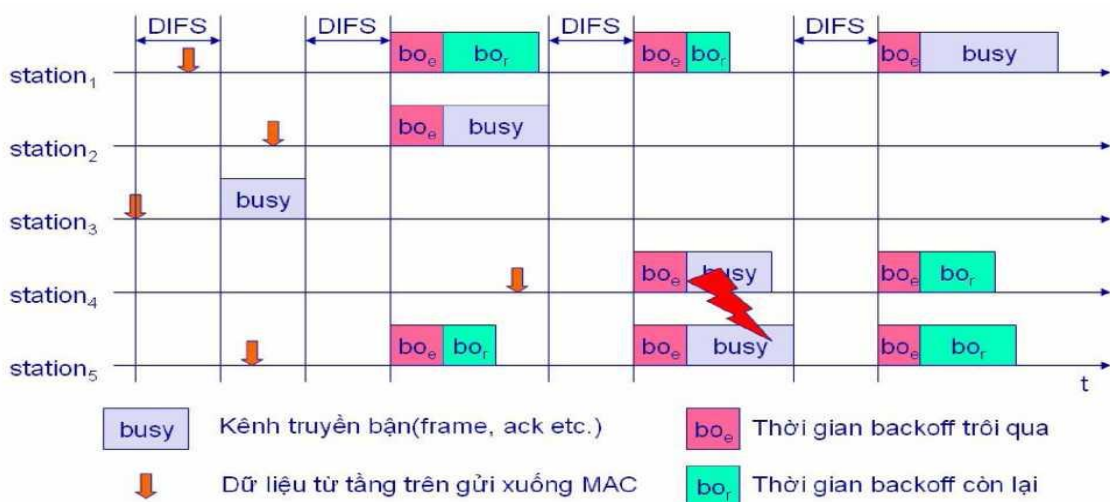 DIFS DIFS DIFS DIFS
station1 boe bor boe bor boe busy
station2 boe busy
station3 busy
station4 boe busy boe bor
station5 boe bor boe busy boe bor
t
busy Kênh truyền bận(frame, ack etc.) boe Thời gian backoff trôi qua
Dữ liệu từ tầng trên gửi xuống MAC bor Thời gian backoff còn lại